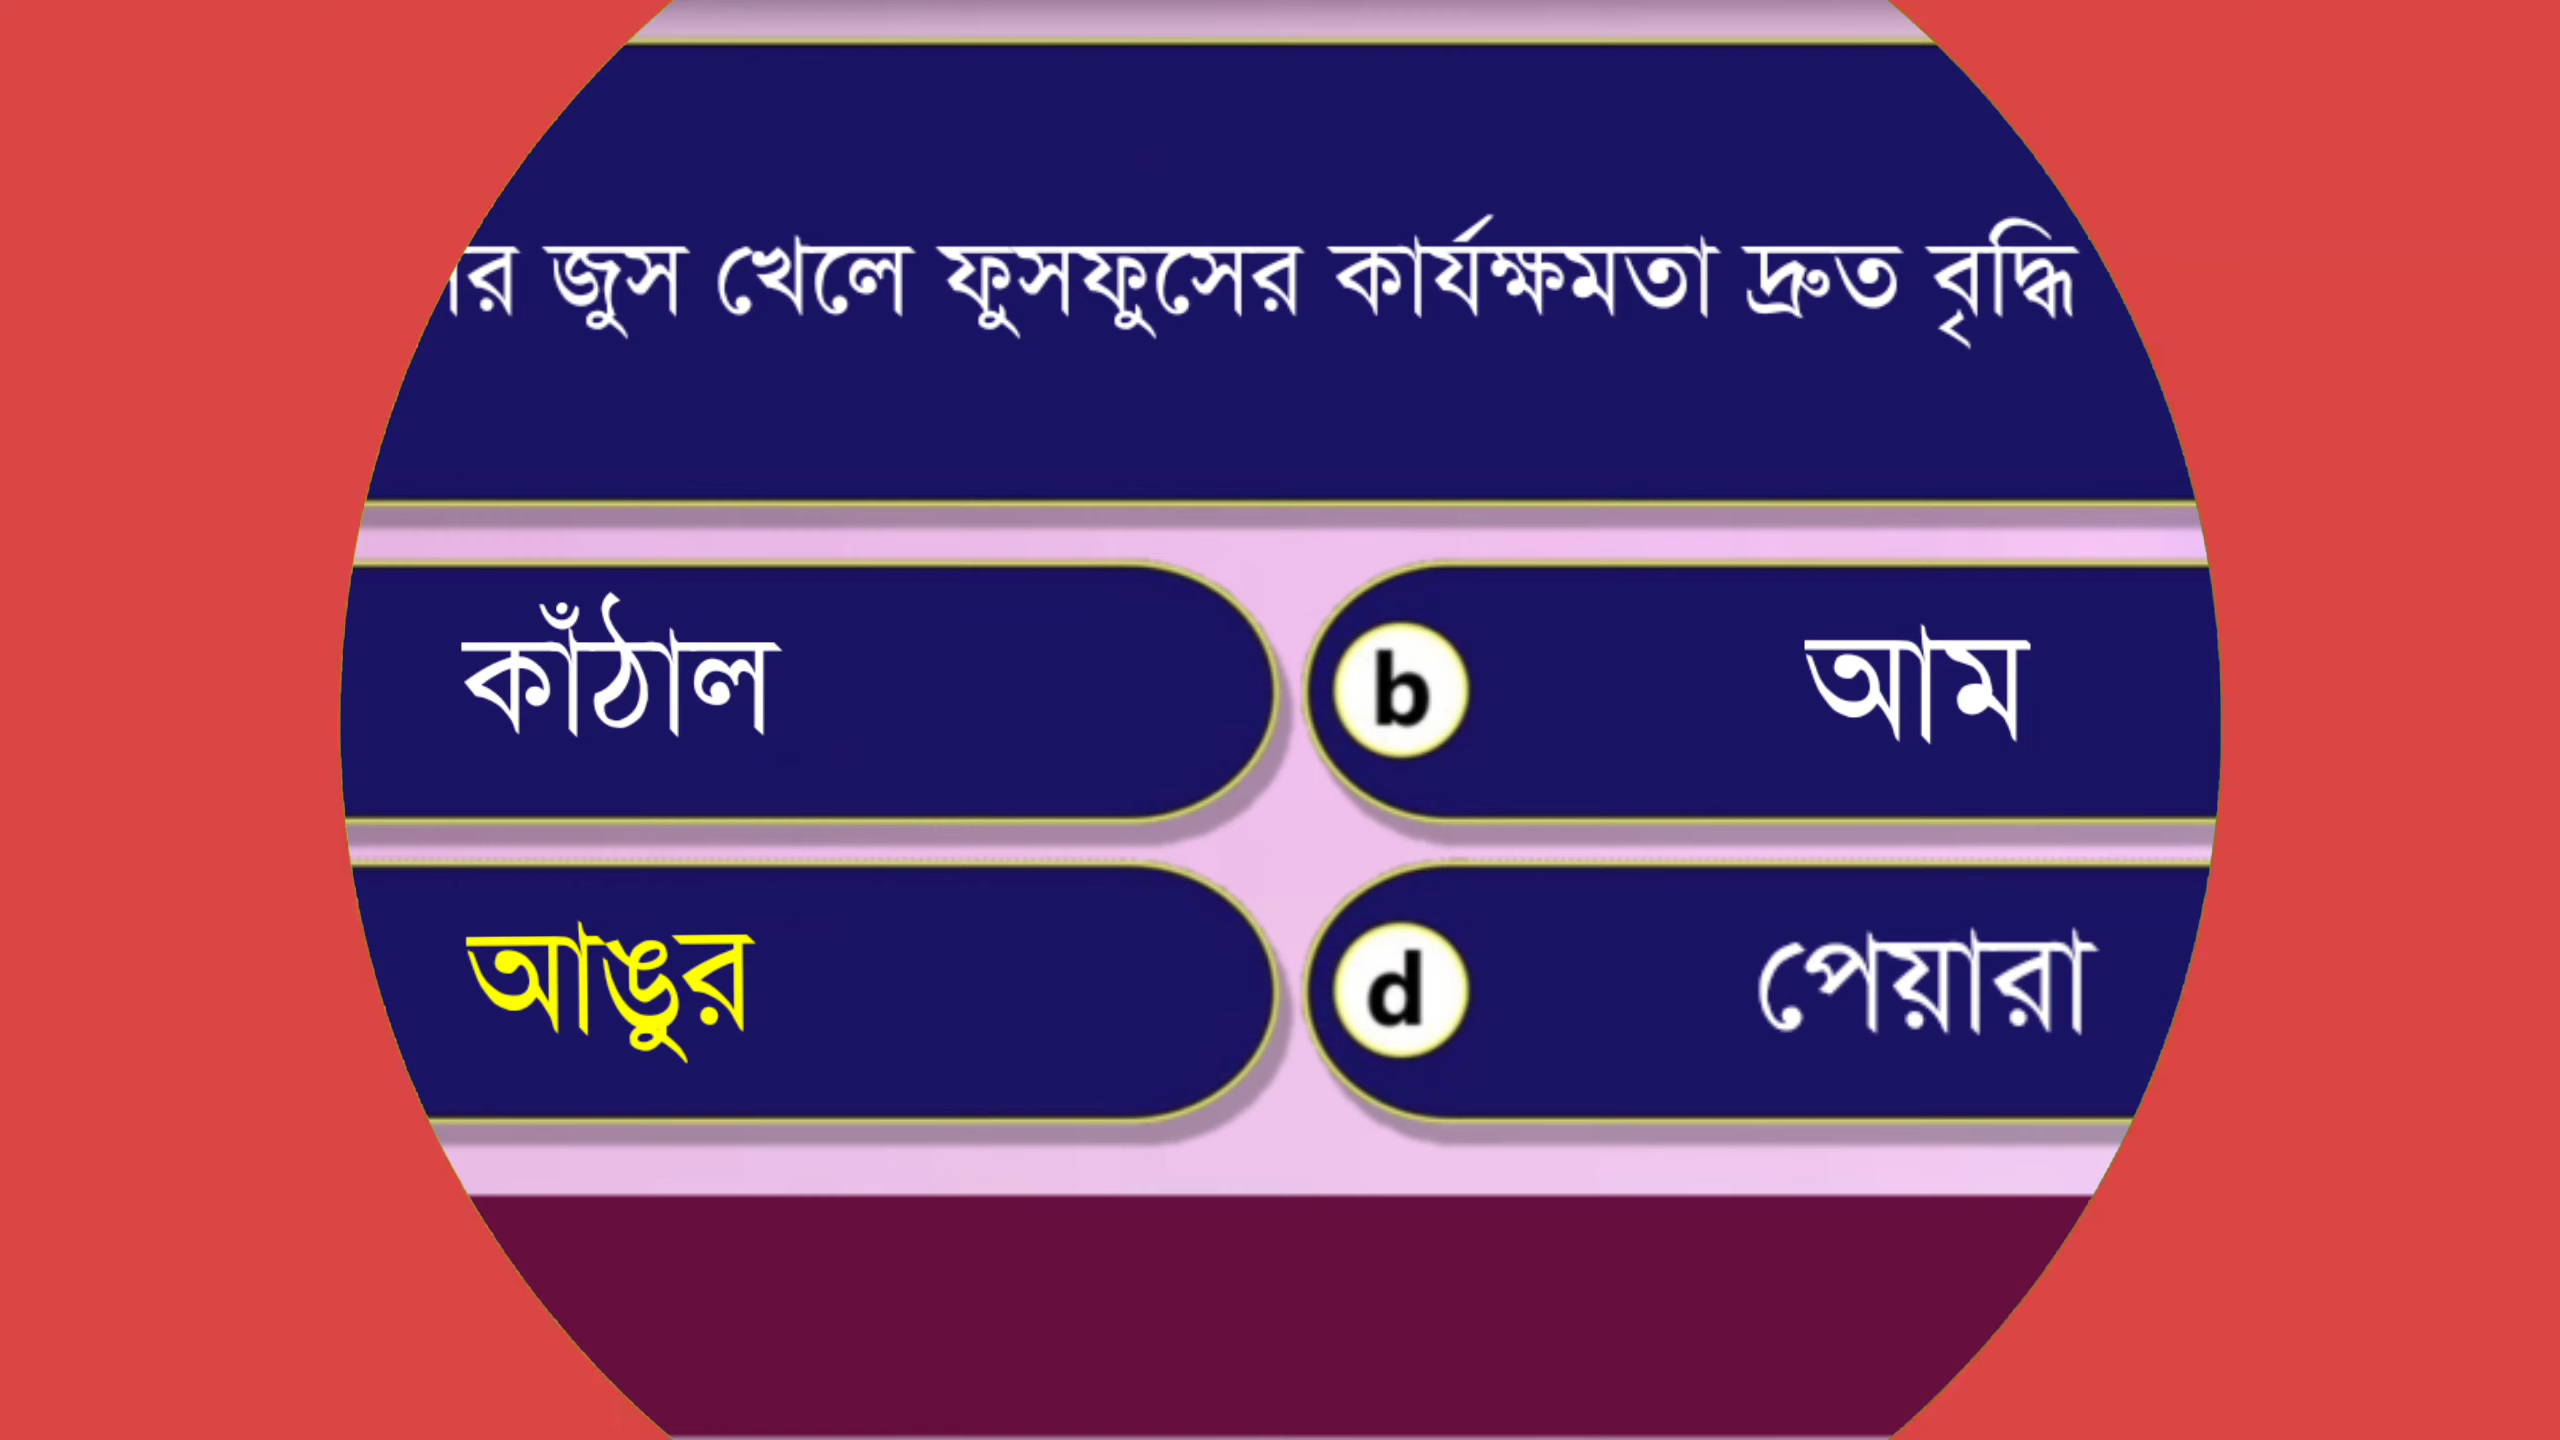 জুস খেলে ফুসফুসের কার্যক্ষমতা দ্রুত বৃদ্ধি
কাঁঠাল
b আম
আঙুর
d পেয়ারা